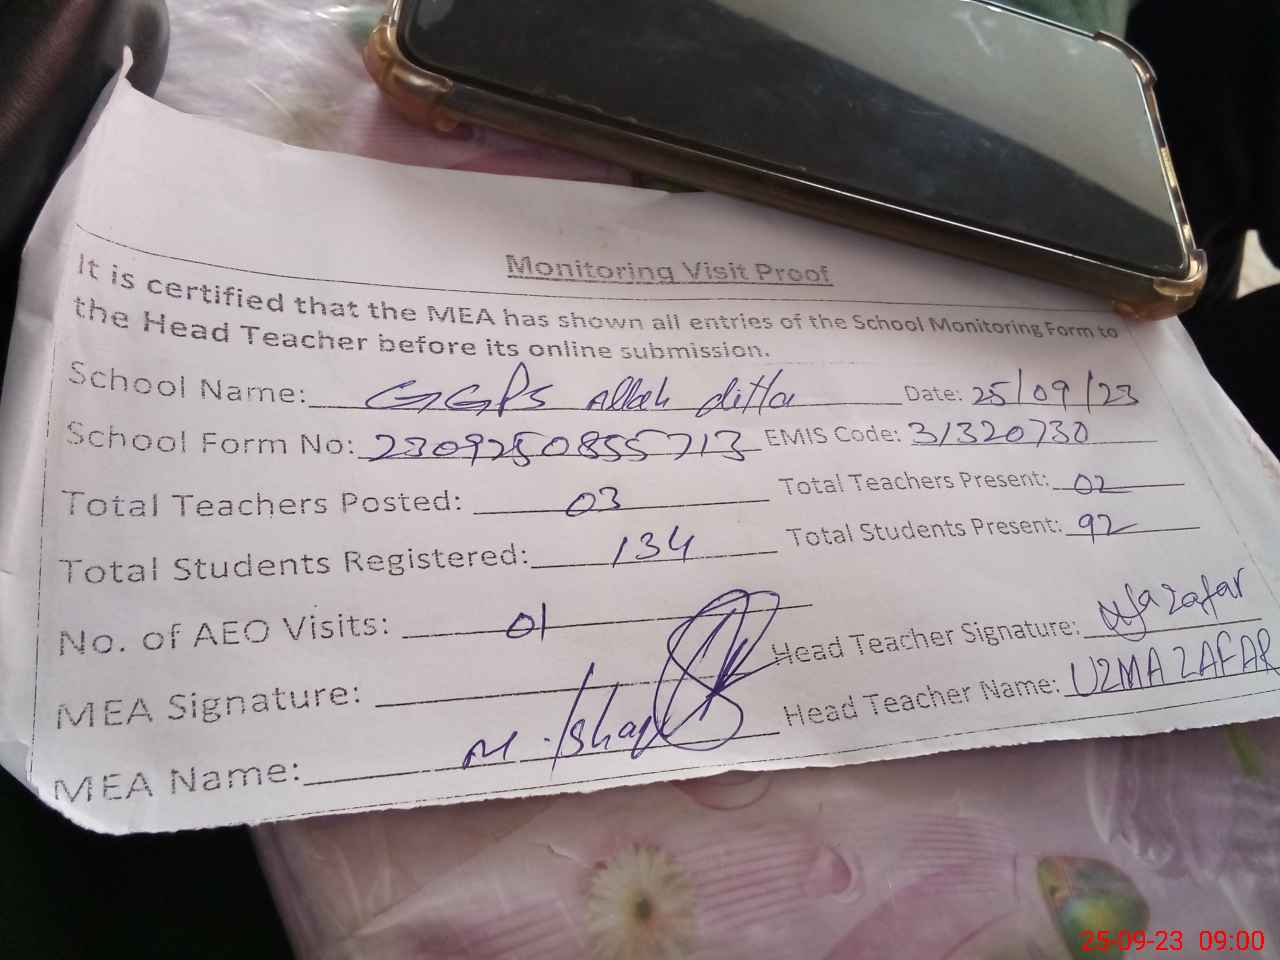 Monitoring Visit Proof
It is certified that the MEA has shown all entries of the School Monitoring Form to
the Head Teacher before its online submission.
School Name: GGPS Allah ditta Date: 25/09/23
School Form No: 2309250855713 EMIS Code: 31320730
Total Teachers Posted: 03 Total Teachers Present: 02
Total Students Registered: 134 Total Students Present: 92
No. of AEO Visits: 01
Head Teacher Signature: Zafar
MEA Signature:
Head Teacher Name: UZMA ZAFAR
MEA Name: M. Ishaq
25-09-23 09:00